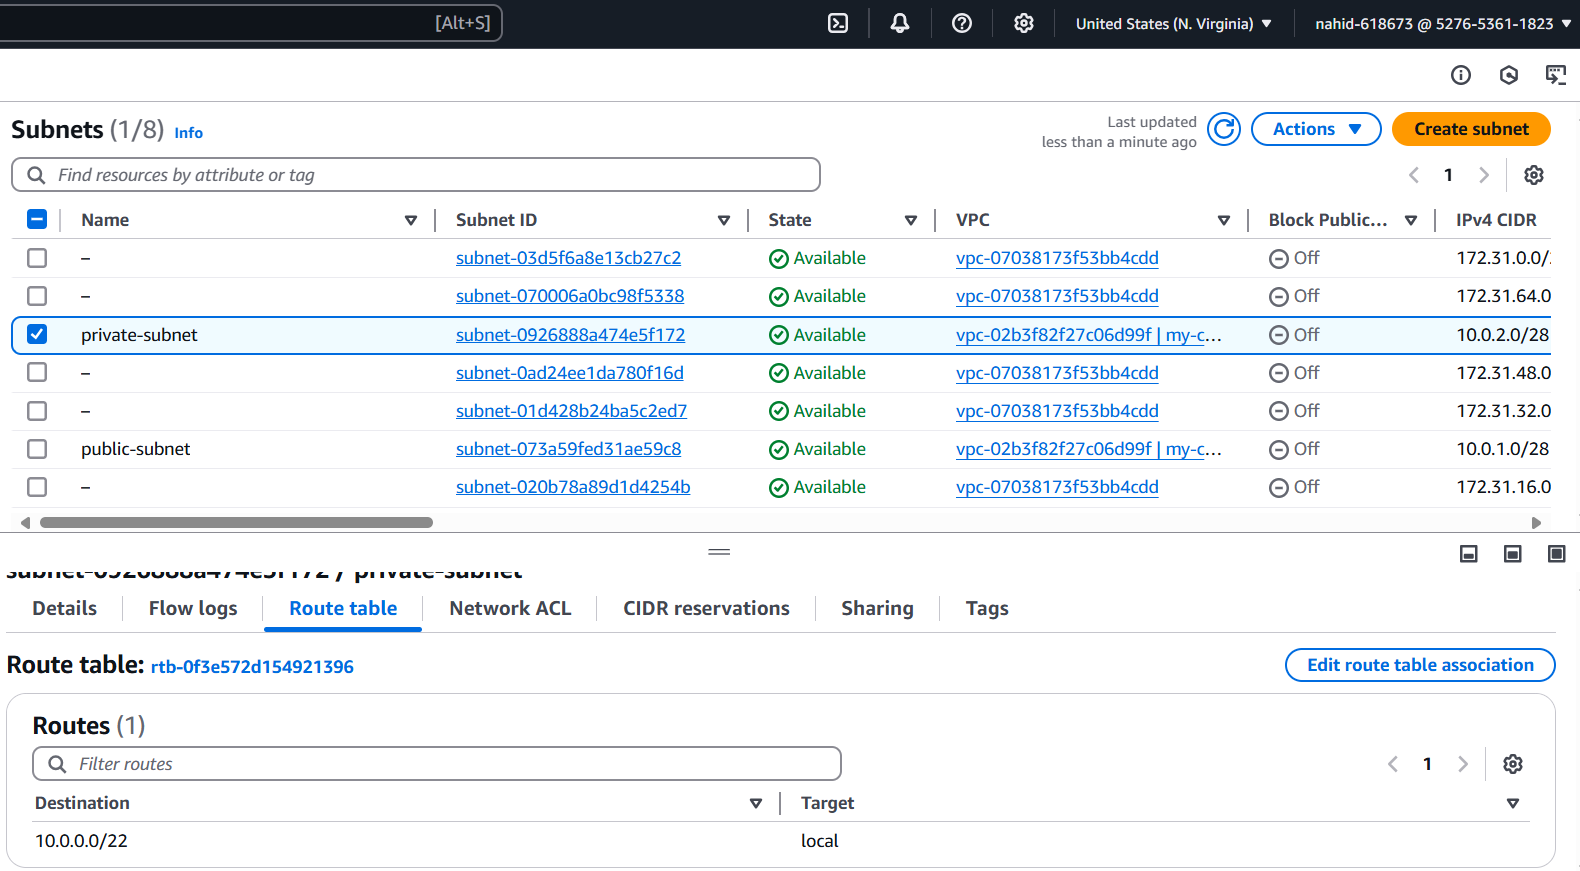 [Alt+S] United States (N. Virginia) nahid-618673 @ 5276-5361-1823
Subnets (1/8) Info
Last updated less than a minute ago
Actions
Create subnet
Find resources by attribute or tag
1
Name Subnet ID State VPC Block Public... IPv4 CIDR
– subnet-03d5f6a8e13cb27c2 Available vpc-07038173f53bb4cdd Off 172.31.0.0/
– subnet-070006a0bc98f5338 Available vpc-07038173f53bb4cdd Off 172.31.64.0
private-subnet subnet-0926888a474e5f172 Available vpc-02b3f82f27c06d99f | my-c... Off 10.0.2.0/28
– subnet-0ad24ee1da780f16d Available vpc-07038173f53bb4cdd Off 172.31.48.0
– subnet-01d428b24ba5c2ed7 Available vpc-07038173f53bb4cdd Off 172.31.32.0
public-subnet subnet-073a59fed31ae59c8 Available vpc-02b3f82f27c06d99f | my-c... Off 10.0.1.0/28
– subnet-020b78a89d1d4254b Available vpc-07038173f53bb4cdd Off 172.31.16.0
subnet-0926888a474e5f172 / private-subnet
Details Flow logs Route table Network ACL CIDR reservations Sharing Tags
Route table: rtb-0f3e572d154921396
Edit route table association
Routes (1)
Filter routes
1
Destination Target
10.0.0.0/22 local